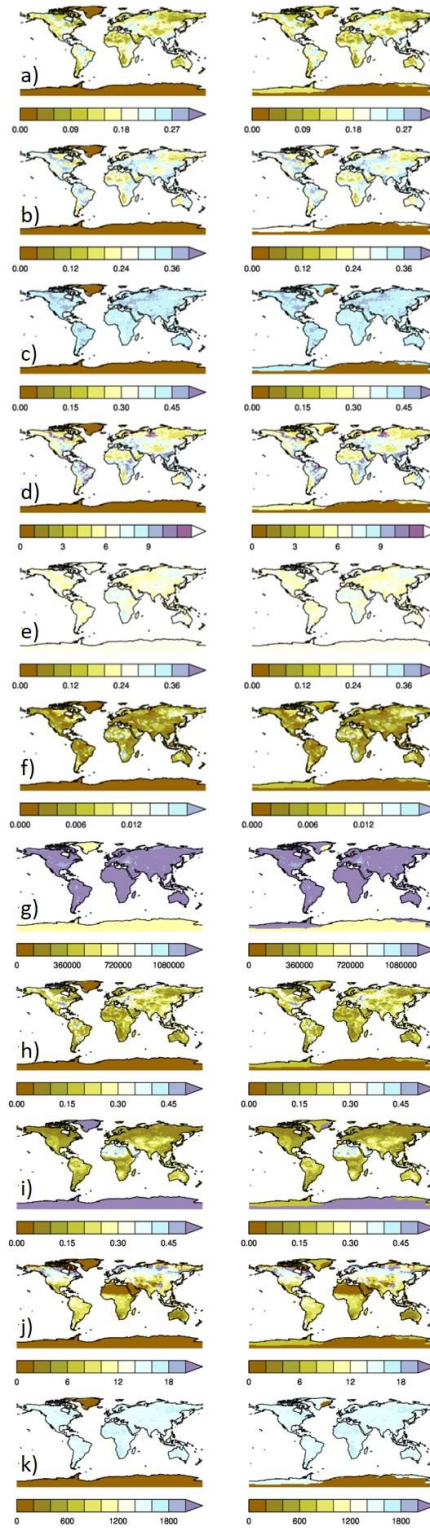 a)
0.00 0.09 0.18 0.27 0.00 0.09 0.18 0.27
b)
0.00 0.12 0.24 0.36 0.00 0.12 0.24 0.36
c)
0.00 0.15 0.30 0.45 0.00 0.15 0.30 0.45
d)
0 3 6 9 0 3 6 9
e)
0.00 0.12 0.24 0.36 0.00 0.12 0.24 0.36
f)
0.000 0.006 0.012 0.000 0.006 0.012
g)
0 360000 720000 1080000 0 360000 720000 1080000
h)
0.00 0.15 0.30 0.45 0.00 0.15 0.30 0.45
i)
0.00 0.15 0.30 0.45 0.00 0.15 0.30 0.45
j)
0 6 12 18 0 6 12 18
k)
0 600 1200 1800 0 600 1200 1800